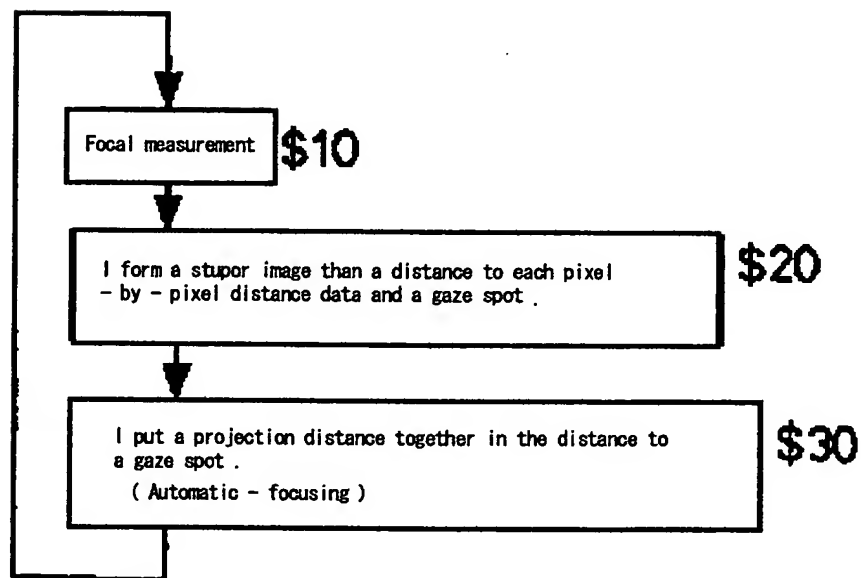 Focal measurement $10
I form a stupor image than a distance to each pixel $20
- by - pixel distance data and a gaze spot .
I put a projection distance together in the distance to $30
a gaze spot .
( Automatic - focusing )